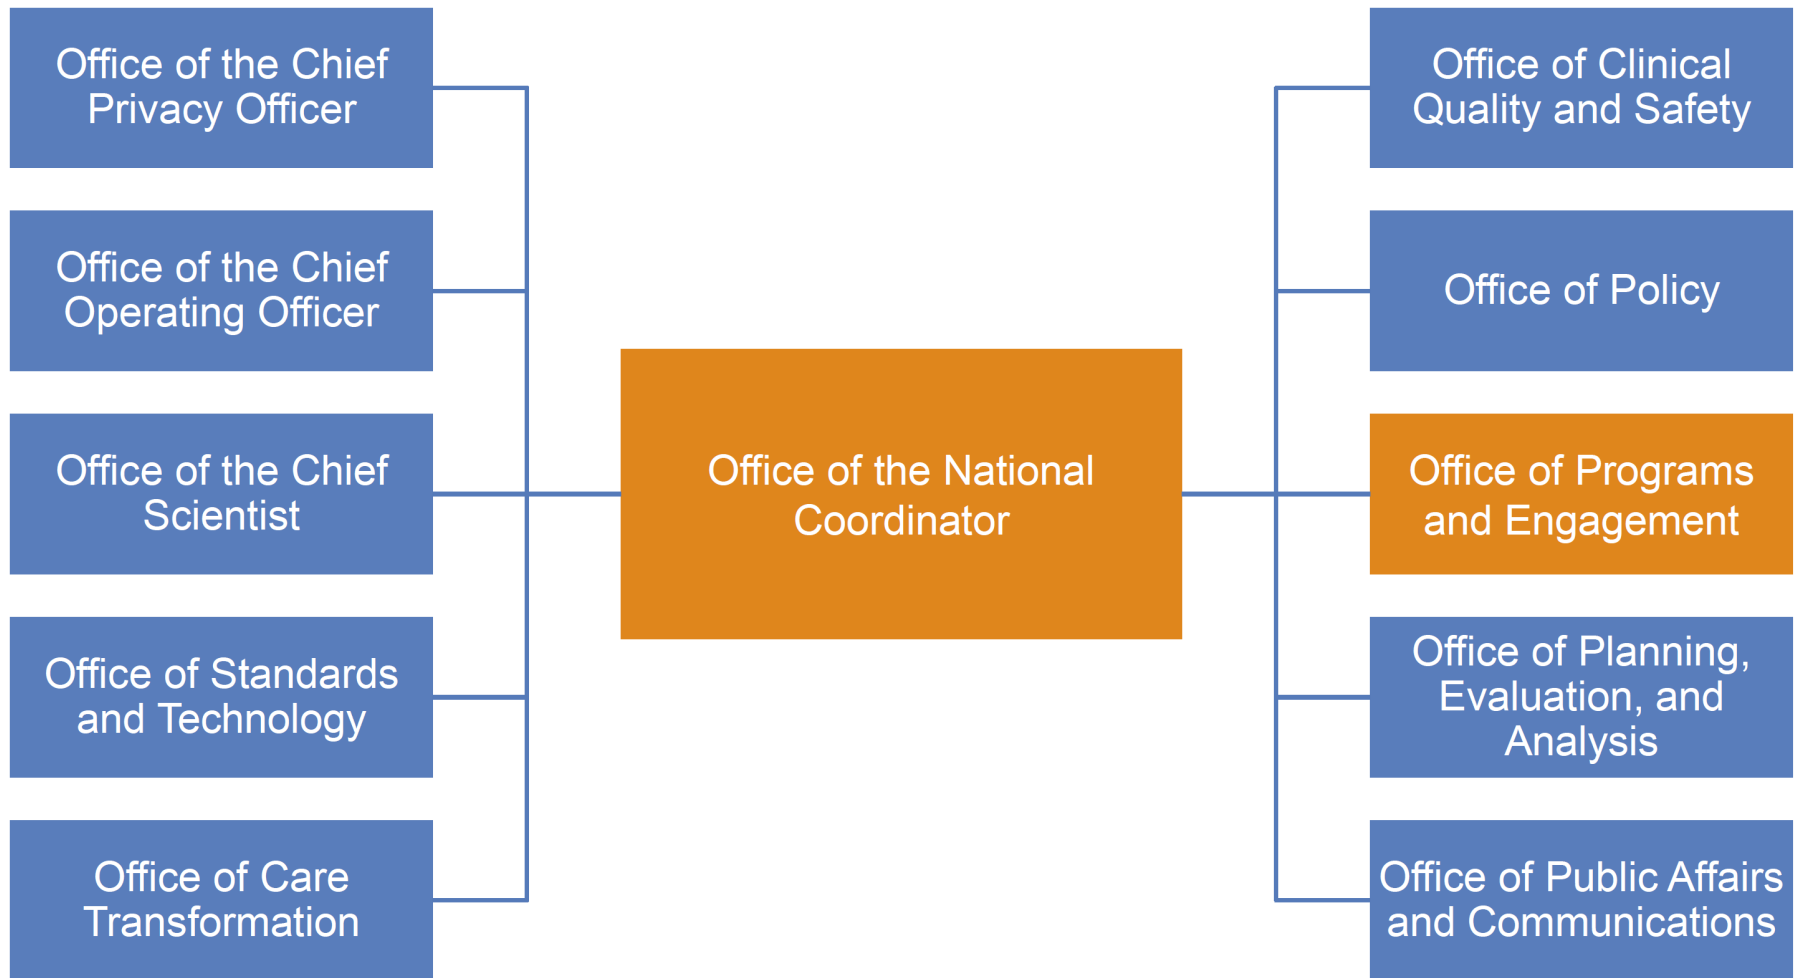 Office of the Chief
Privacy Officer
Office of the Chief
Operating Officer
Office of the Chief
Scientist
Office of Standards
and Technology
Office of Care
Transformation
Office of the National
Coordinator
Office of Clinical
Quality and Safety
Office of Policy
Office of Programs
and Engagement
Office of Planning,
Evaluation, and
Analysis
Office of Public Affairs
and Communications